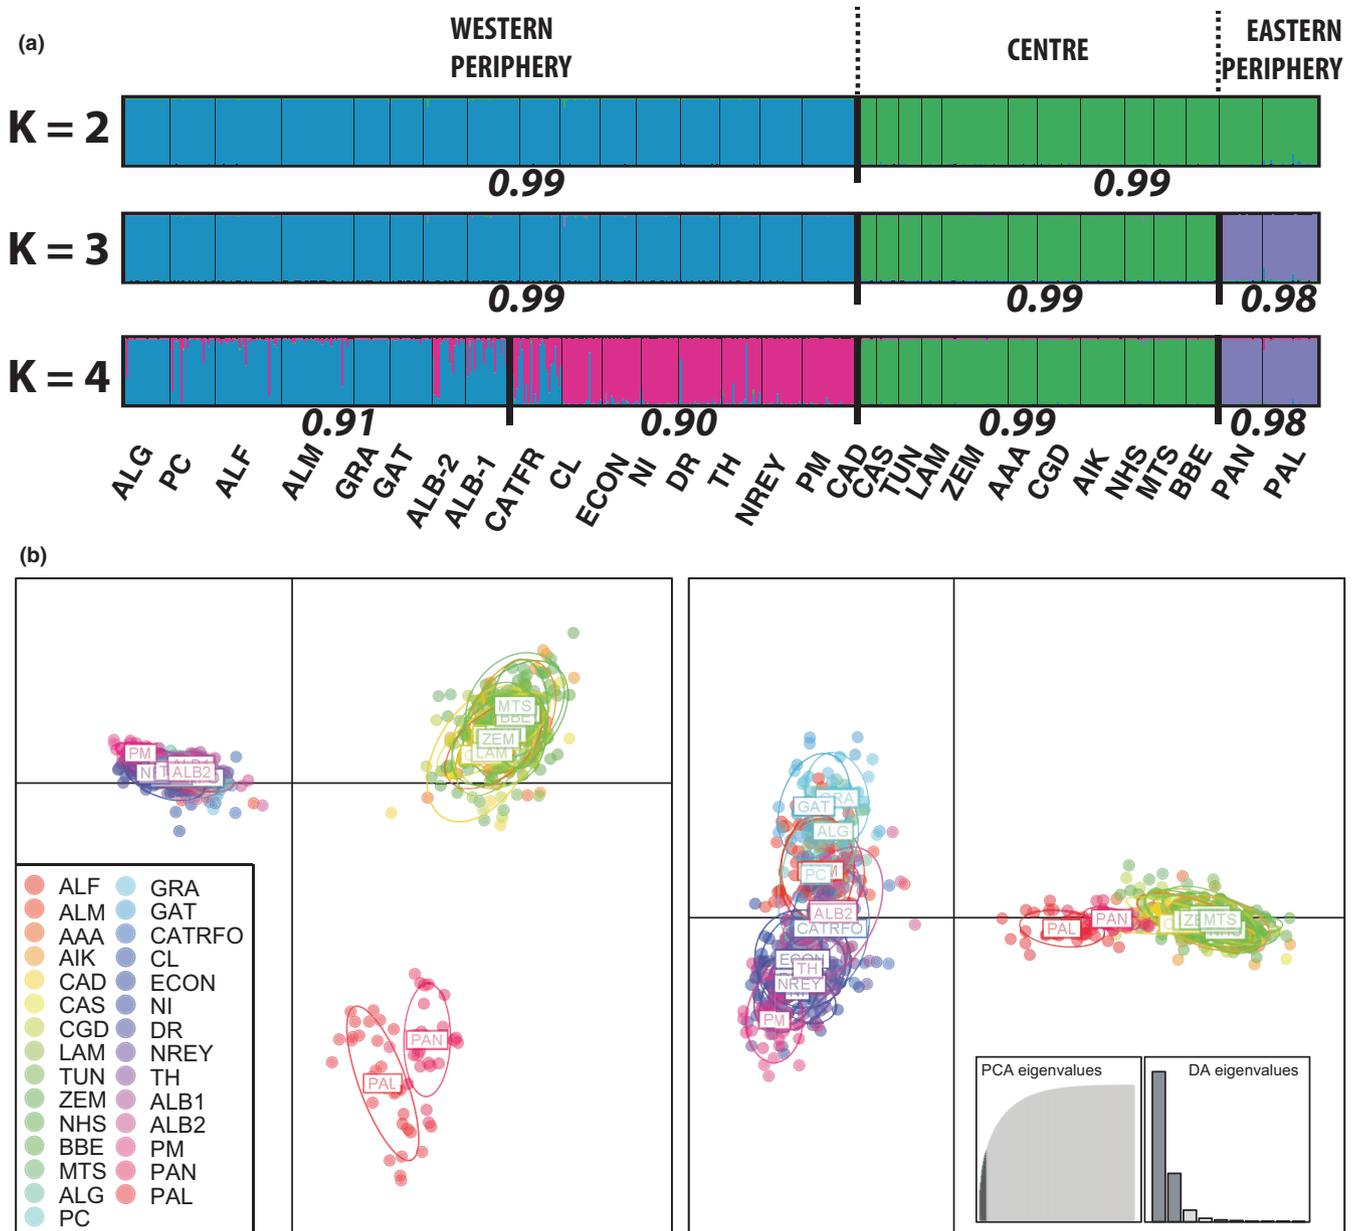 (a)
WESTERN
PERIPHERY
CENTRE
EASTERN
PERIPHERY
K = 2
0.99
0.99
K = 3
0.99
0.99
0.98
K = 4
0.91
0.90
0.99
0.98
ALG PC ALF ALM GRA GAT ALB-2 ALB-1 CATFR CL ECON NI DR TH NREY PM CAD CAS TUN LAM ZEM AAA CGD AIK NHS MTS BBE PAN PAL
(b)
MTS
BBE
ZEM
LAM
PM
ALB2
PAN
PAL
ALF
ALM
AAA
AIK
CAD
CAS
CGD
LAM
TUN
ZEM
NHS
BBE
MTS
ALG
PC
GRA
GAT
CATRFO
CL
ECON
NI
DR
NREY
TH
ALB1
ALB2
PM
PAN
PAL
GRA
GAT
ALG
PC
ALB2
CATRFO
ECON
TH
NREY
PM
PAL
PAN
MTS
PCA eigenvalues
DA eigenvalues